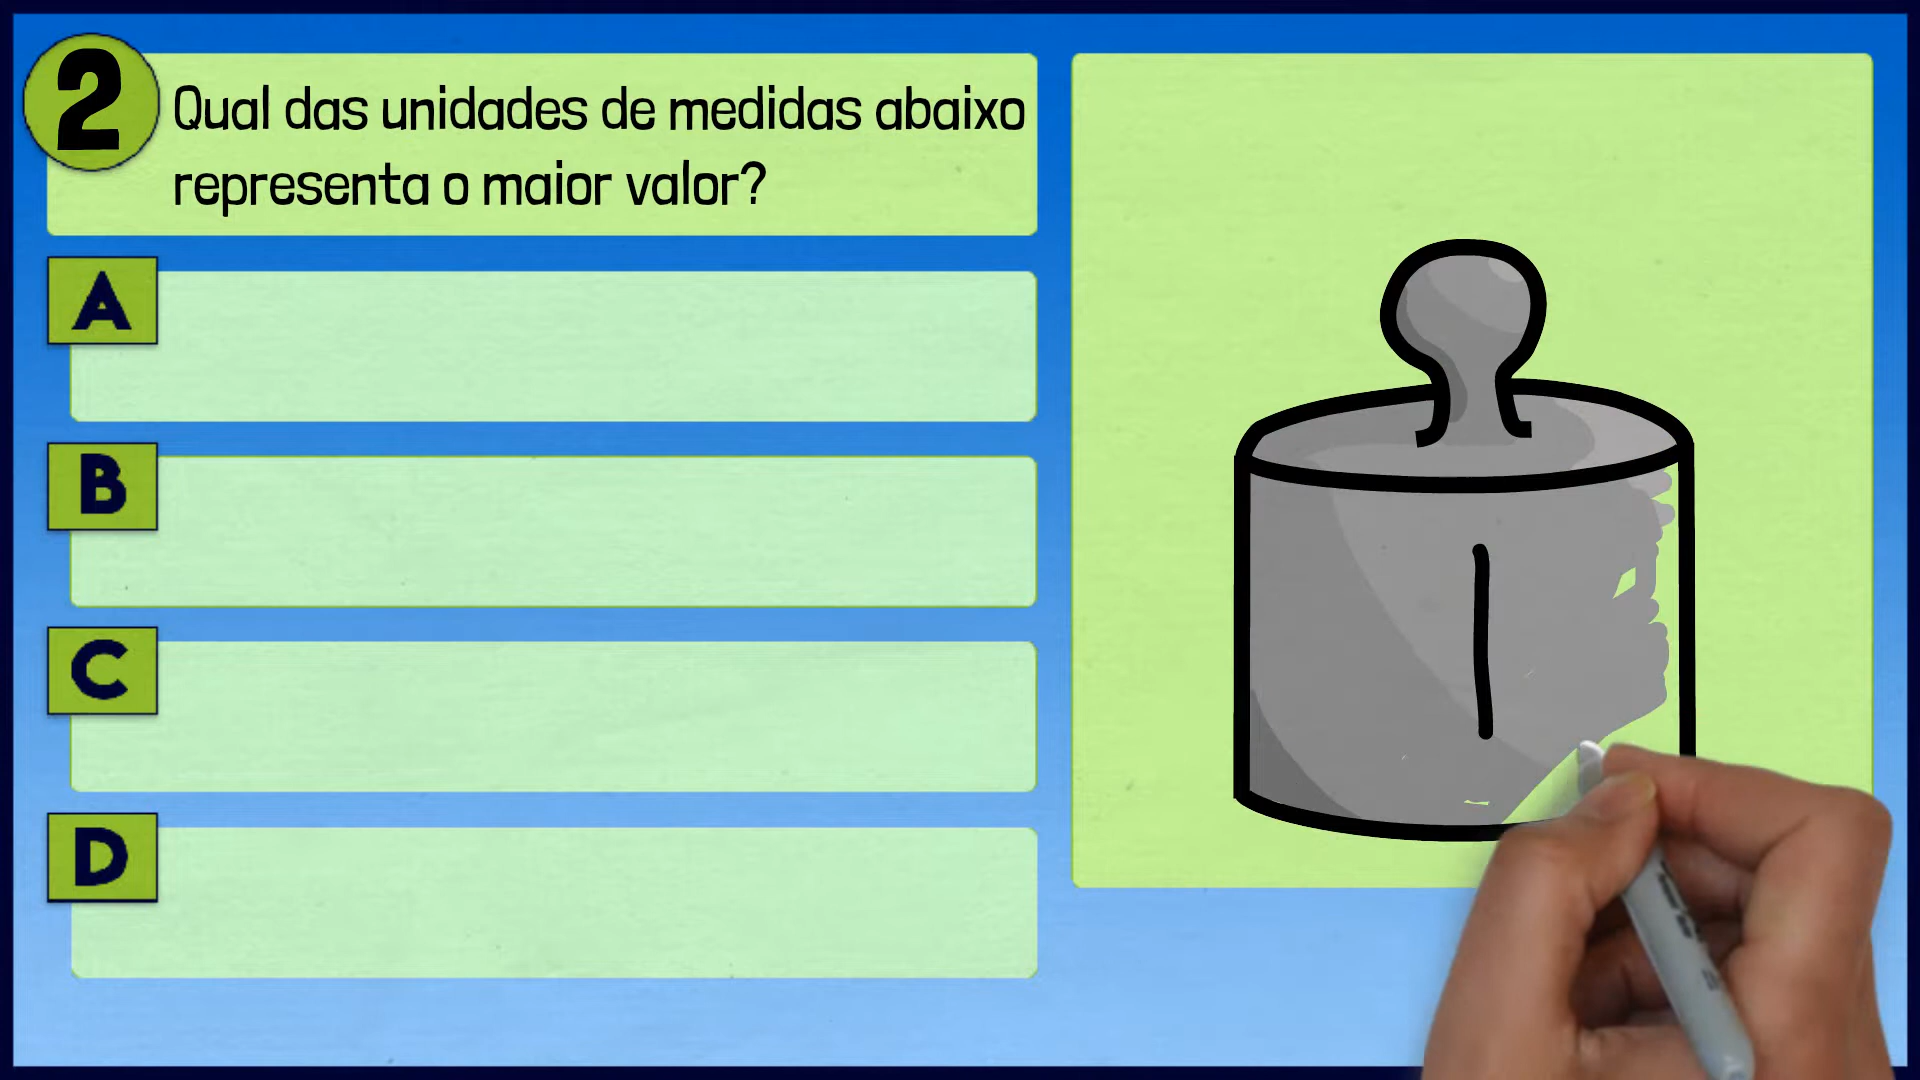 2
Qual das unidades de medidas abaixo
representa o maior valor?
A
B
C
D